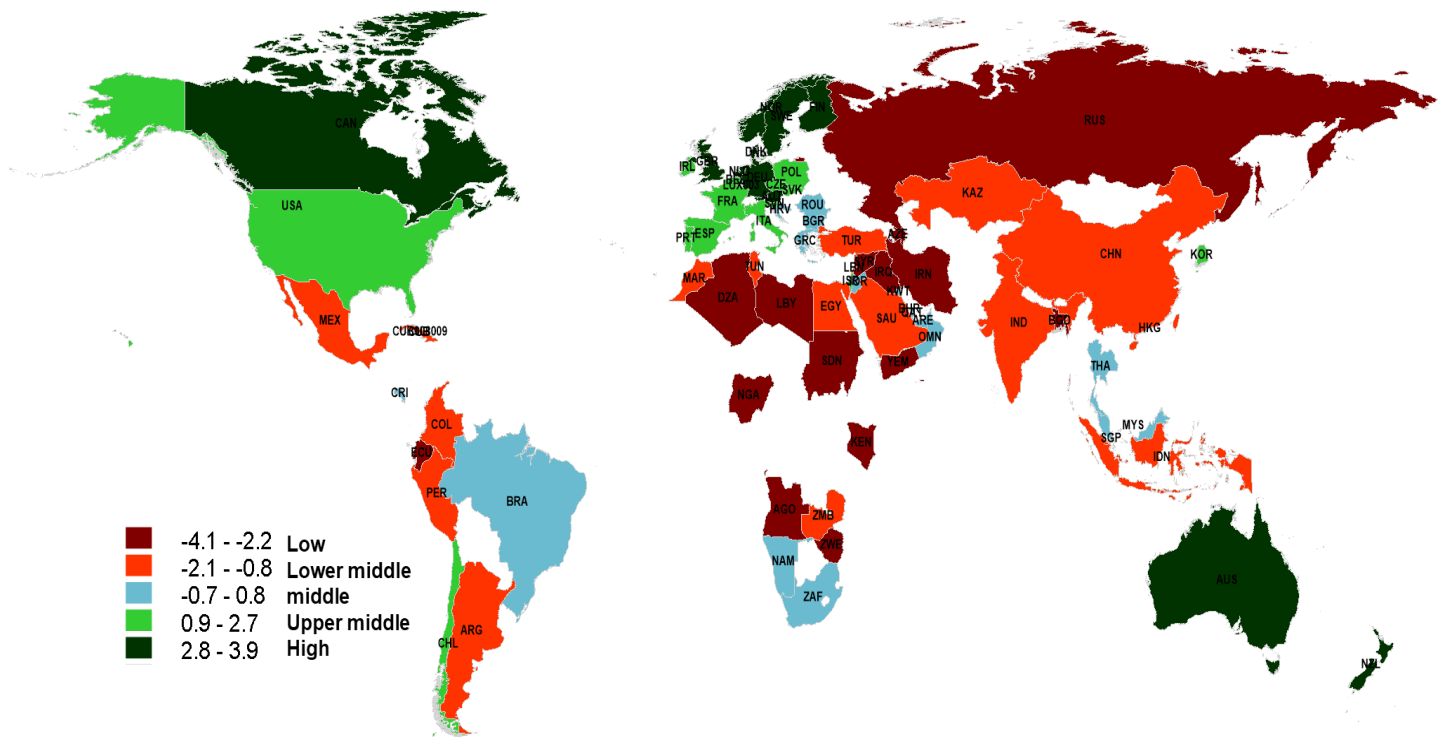 CAN
USA
MEX
CRI
COL
ECU
PER
BRA
CHL
ARG
NOR
SWE
FIN
DNK
IRL
GBR
POL
CZE
SVK
FRA
HRV
ROU
BGR
ITA
PRT
ESP
GRC
TUR
AZE
RUS
KAZ
CHN
KOR
HKG
IND
THA
MYS
SGP
IDN
MAR
TUN
DZA
LBY
EGY
SYR
IRQ
IRN
KWT
SAU
ARE
OMN
YEM
SDN
NGA
KEN
AGO
ZMB
ZWE
NAM
ZAF
AUS
NZL
-4.1 - -2.2 Low
-2.1 - -0.8 Lower middle
-0.7 - 0.8 middle
0.9 - 2.7 Upper middle
2.8 - 3.9 High